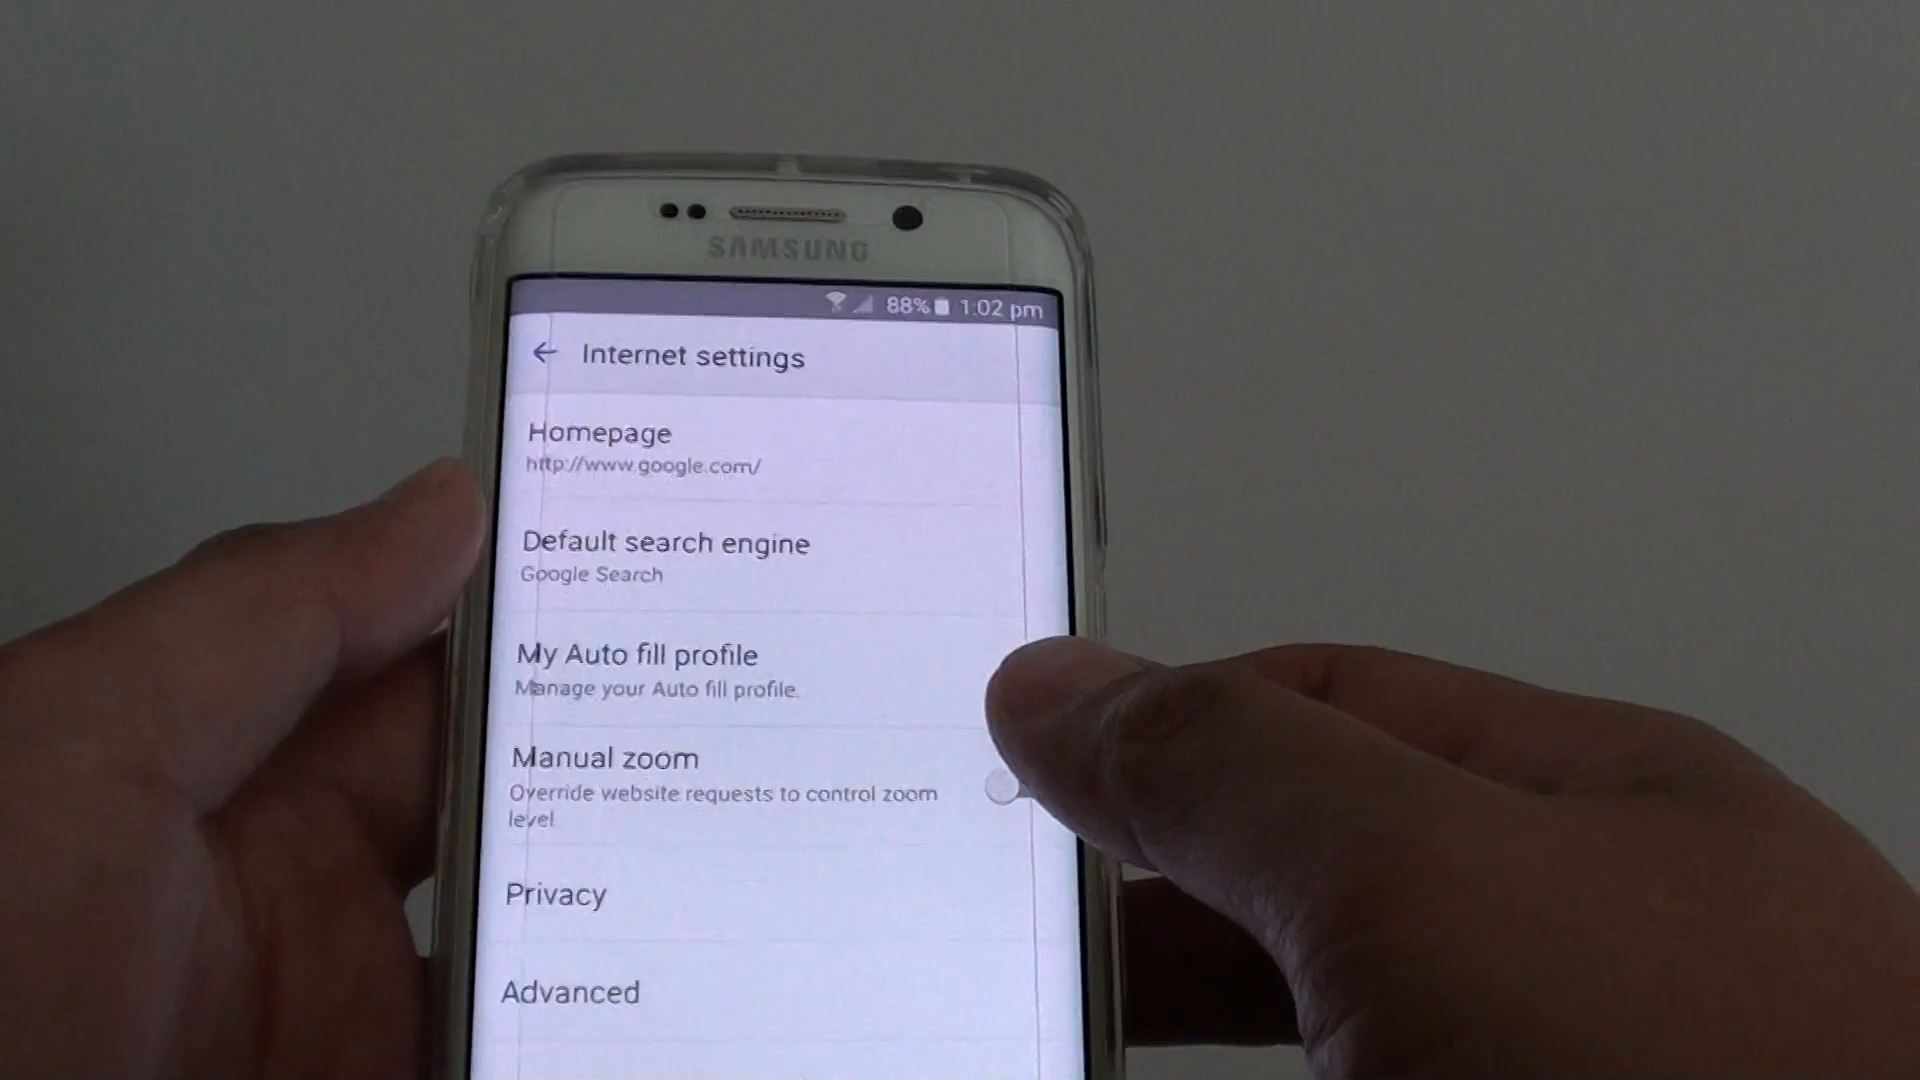 SAMSUNG
88% 1:02 pm
Internet settings
Homepage
http://www.google.com/
Default search engine
Google Search
My Auto fill profile
Manage your Auto fill profile.
Manual zoom
Override website requests to control zoom
level
Privacy
Advanced